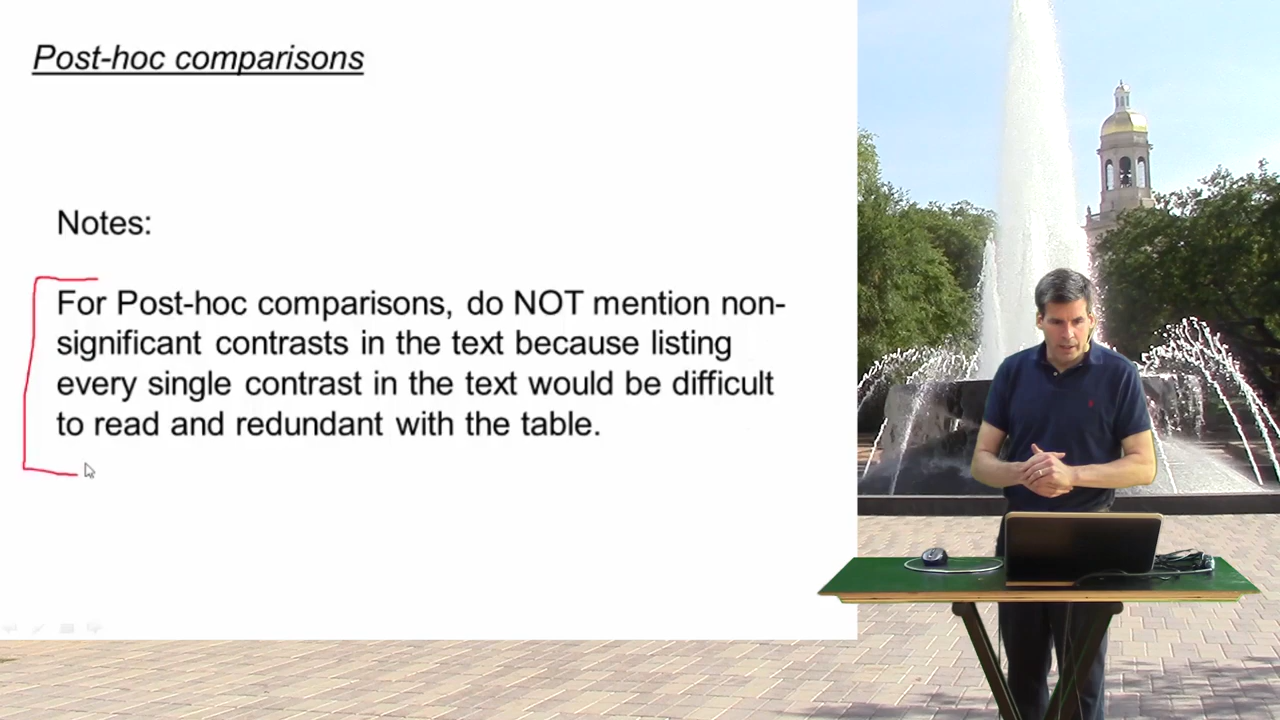 Post-hoc comparisons
Notes:
For Post-hoc comparisons, do NOT mention non-
significant contrasts in the text because listing
every single contrast in the text would be difficult
to read and redundant with the table.